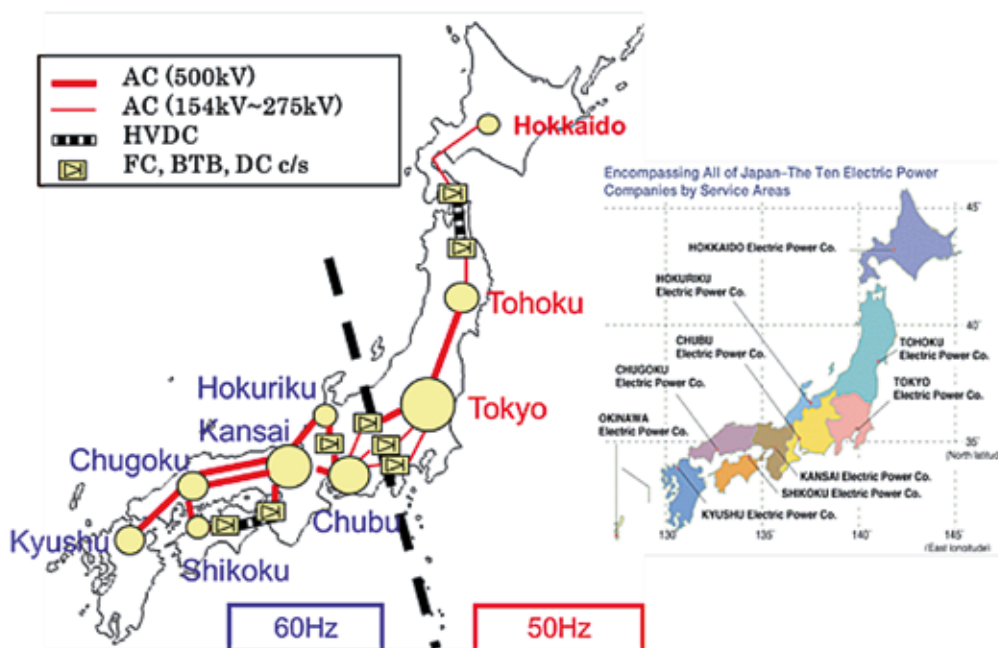 AC (500kV)
AC (154kV~275kV)
HVDC
FC, BTB, DC c/s
Hokkaido
Tohoku
Hokuriku
Tokyo
Kansai
Chugoku
Kyushu
Chubu
Shikoku
60Hz
50Hz
Encompassing All of Japan–The Ten Electric Power
Companies by Service Areas
45˚
HOKKAIDO Electric Power Co.
HOKURIKU
Electric Power Co.
40˚
CHUBU
Electric Power Co.
TOHOKU
Electric Power Co.
CHUGOKU
Electric Power Co.
TOKYO
Electric Power Co.
OKINAWA
Electric Power Co.
35˚
(North latitude)
KANSAI Electric Power Co.
SHIKOKU Electric Power Co.
KYUSHU Electric Power Co.
130˚
135˚
140˚
145˚
(East longitude)